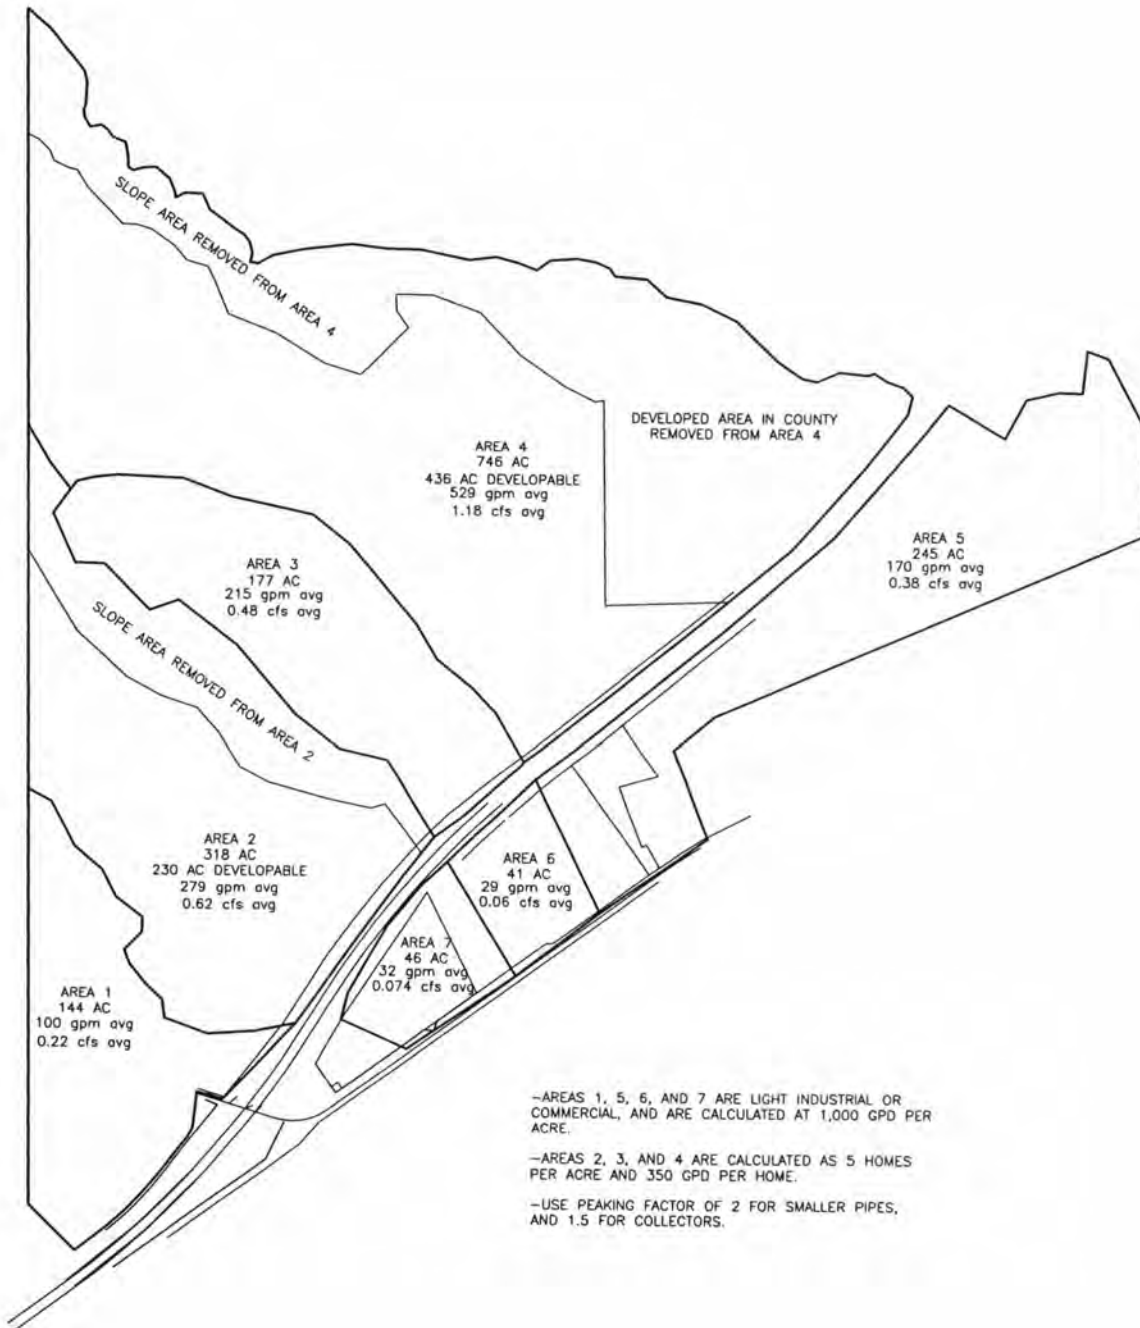 SLOPE AREA REMOVED FROM AREA 4
DEVELOPED AREA IN COUNTY
REMOVED FROM AREA 4
AREA 4
746 AC
436 AC DEVELOPABLE
529 gpm avg
1.18 cfs avg
AREA 5
245 AC
170 gpm avg
0.38 cfs avg
AREA 3
177 AC
215 gpm avg
0.48 cfs avg
SLOPE AREA REMOVED FROM AREA 2
AREA 2
318 AC
230 AC DEVELOPABLE
279 gpm avg
0.62 cfs avg
AREA 6
41 AC
29 gpm avg
0.06 cfs avg
AREA 7
46 AC
32 gpm avg
0.074 cfs avg
AREA 1
144 AC
100 gpm avg
0.22 cfs avg
-AREAS 1, 5, 6, AND 7 ARE LIGHT INDUSTRIAL OR
COMMERCIAL, AND ARE CALCULATED AT 1,000 GPD PER
ACRE.
-AREAS 2, 3, AND 4 ARE CALCULATED AS 5 HOMES
PER ACRE AND 350 GPD PER HOME.
-USE PEAKING FACTOR OF 2 FOR SMALLER PIPES,
AND 1.5 FOR COLLECTORS.